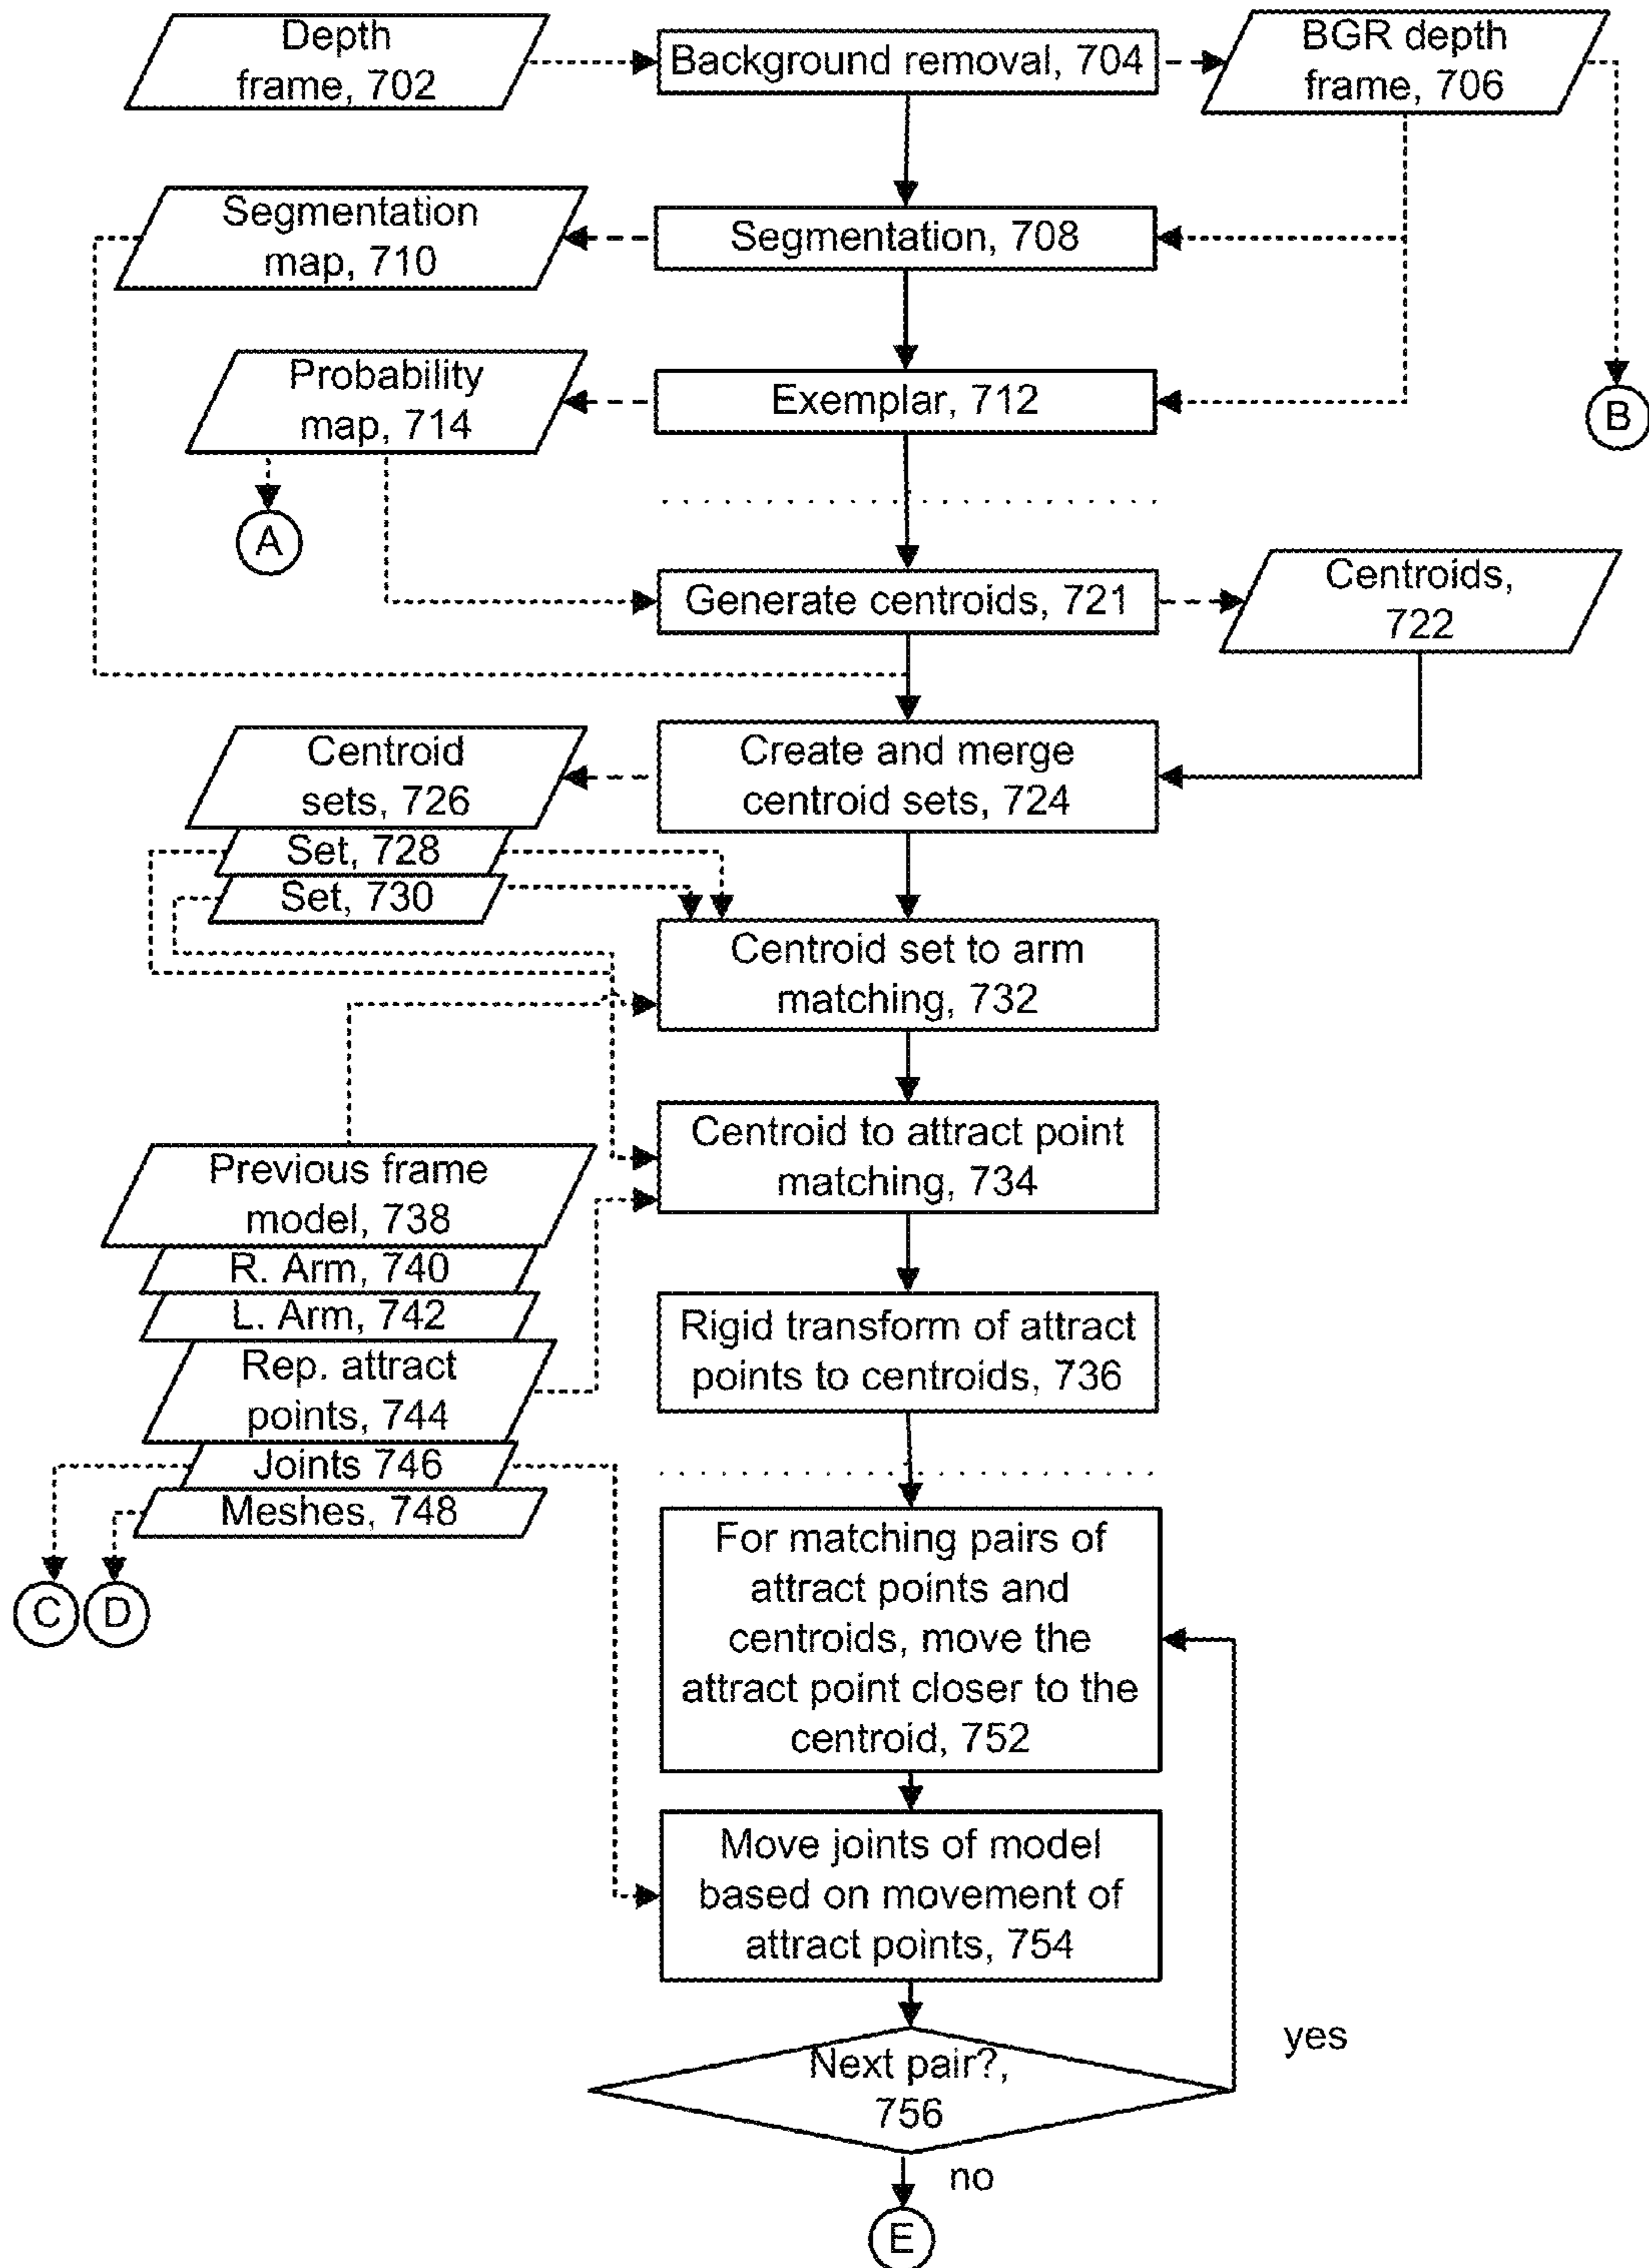 Depth
frame, 702
Background removal, 704
BGR depth
frame, 706
Segmentation
map, 710
Segmentation, 708
Probability
map, 714
Exemplar, 712
B
A
Generate centroids, 721
Centroids,
722
Centroid
sets, 726
Create and merge
centroid sets, 724
Set, 728
Set, 730
Centroid set to arm
matching, 732
Centroid to attract point
matching, 734
Previous frame
model, 738
R. Arm, 740
L. Arm, 742
Rep. attract
points, 744
Joints 746
Meshes, 748
Rigid transform of attract
points to centroids, 736
C
D
For matching pairs of
attract points and
centroids, move the
attract point closer to the
centroid, 752
Move joints of model
based on movement of
attract points, 754
Next pair?,
756
yes
no
E